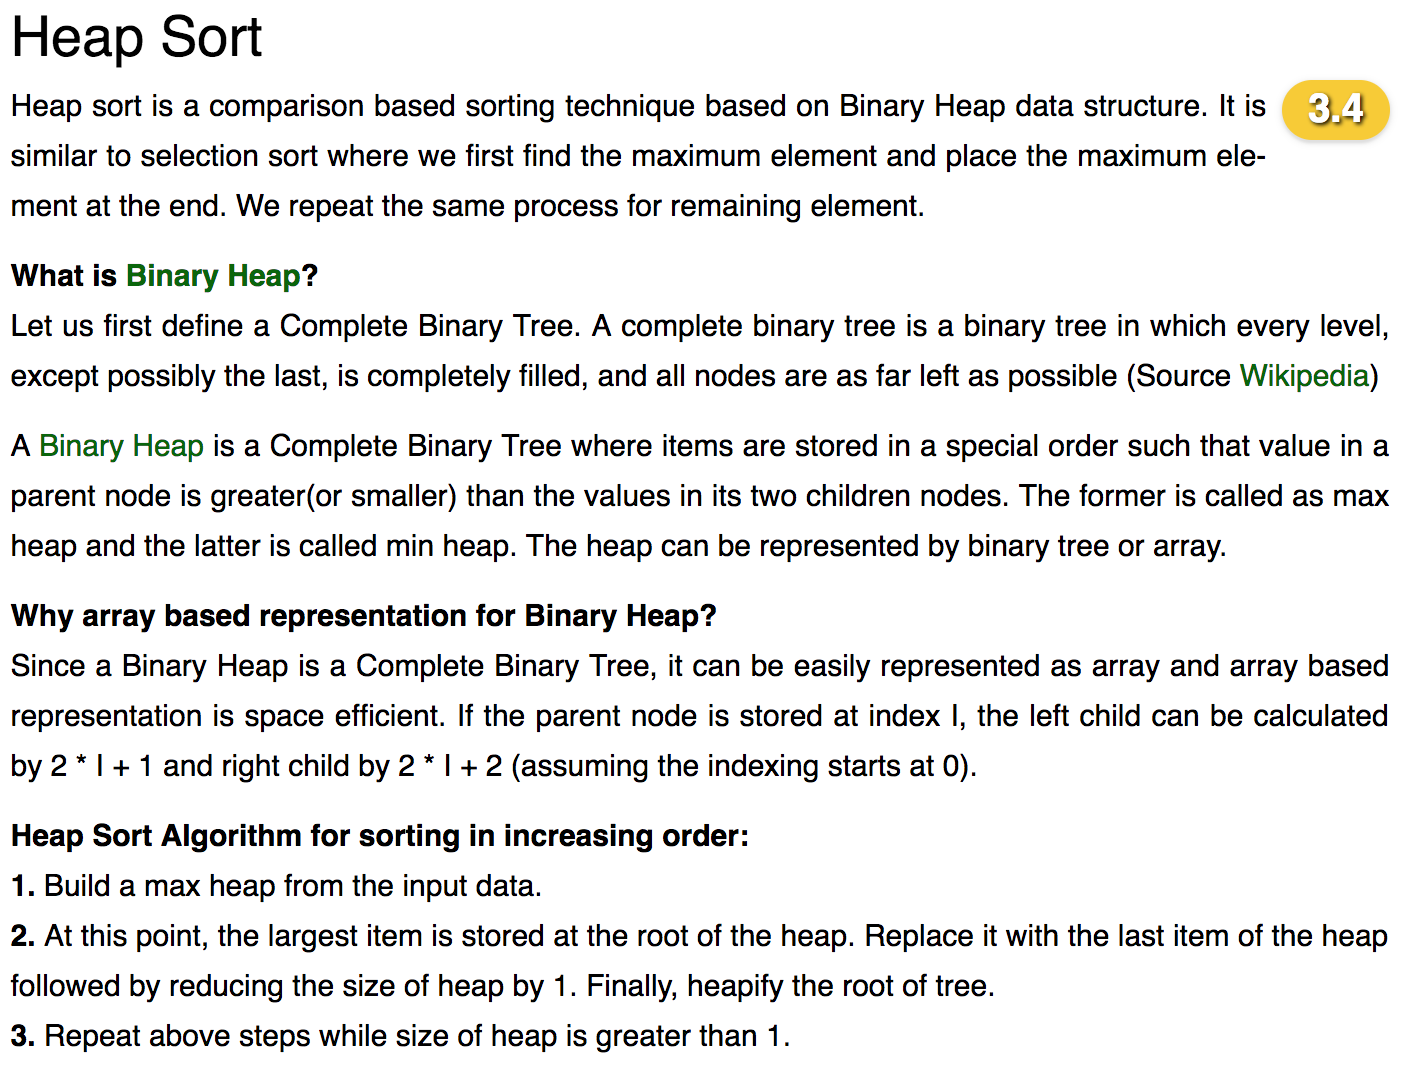 Heap Sort
Heap sort is a comparison based sorting technique based on Binary Heap data structure. It is
3.4
similar to selection sort where we first find the maximum element and place the maximum ele-
ment at the end. We repeat the same process for remaining element.
What is Binary Heap?
Let us first define a Complete Binary Tree. A complete binary tree is a binary tree in which every level,
except possibly the last, is completely filled, and all nodes are as far left as possible (Source Wikipedia)
A Binary Heap is a Complete Binary Tree where items are stored in a special order such that value in a
parent node is greater(or smaller) than the values in its two children nodes. The former is called as max
heap and the latter is called min heap. The heap can be represented by binary tree or array.
Why array based representation for Binary Heap?
Since a Binary Heap is a Complete Binary Tree, it can be easily represented as array and array based
representation is space efficient. If the parent node is stored at index I, the left child can be calculated
by 2 * I + 1 and right child by 2 * I + 2 (assuming the indexing starts at 0).
Heap Sort Algorithm for sorting in increasing order:
1. Build a max heap from the input data.
2. At this point, the largest item is stored at the root of the heap. Replace it with the last item of the heap
followed by reducing the size of heap by 1. Finally, heapify the root of tree.
3. Repeat above steps while size of heap is greater than 1.